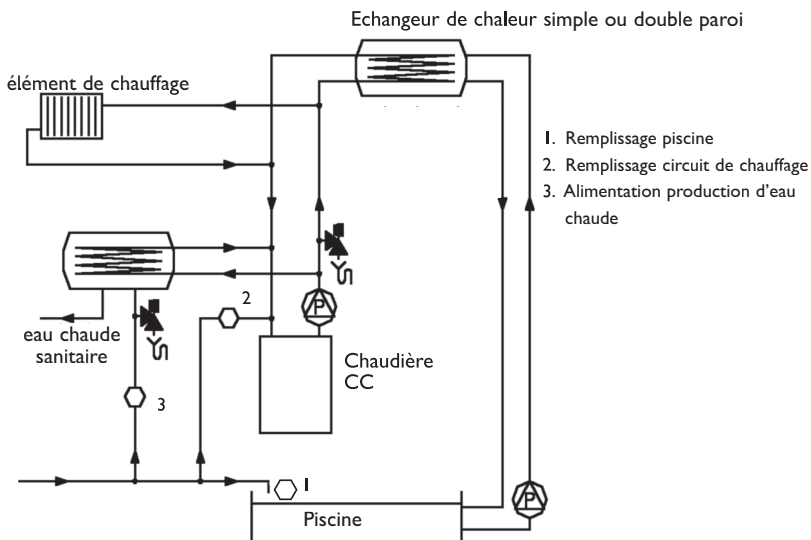 Echangeur de chaleur simple ou double paroi
élément de chauffage
1. Remplissage piscine
2. Remplissage circuit de chauffage
3. Alimentation production d'eau
chaude
2
P
eau chaude
sanitaire
Chaudière
CC
3
1
P
Piscine